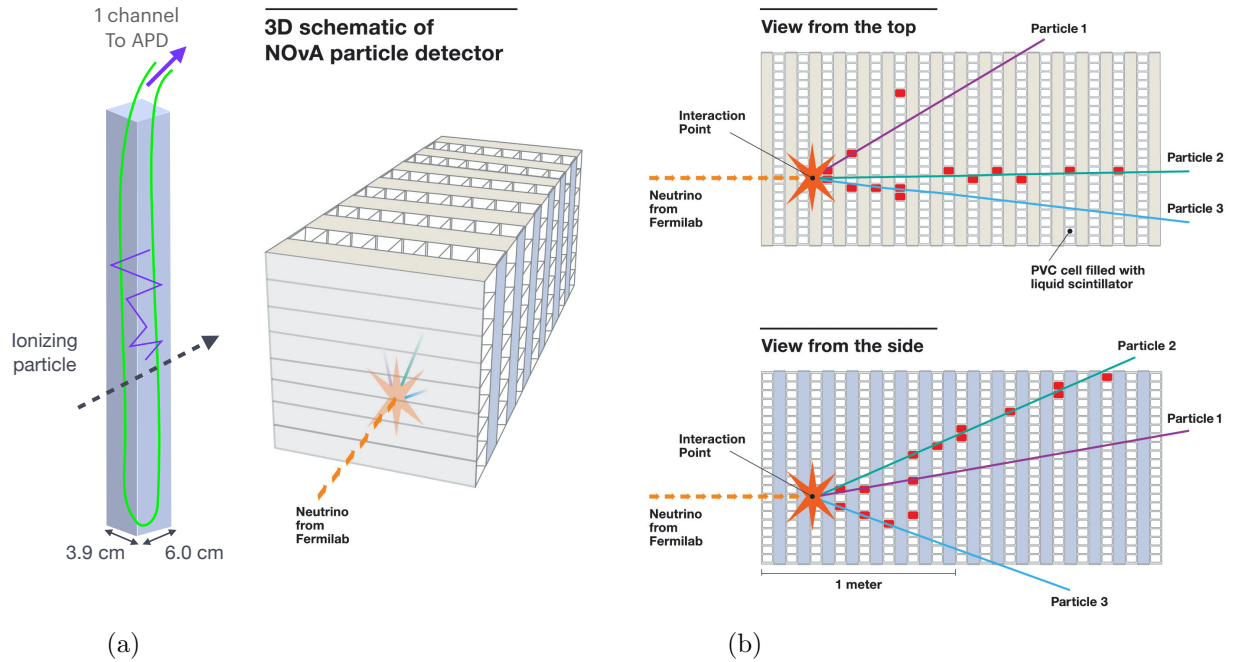 1 channel
To APD
Ionizing
particle
3.9 cm
6.0 cm
3D schematic of
NOvA particle detector
Neutrino
from
Fermilab
(a)
View from the top
Particle 1
Interaction
Point
Particle 2
Neutrino
from
Fermilab
Particle 3
PVC cell filled with
liquid scintillator
View from the side
Particle 2
Particle 1
Interaction
Point
Neutrino
from
Fermilab
1 meter
Particle 3
(b)